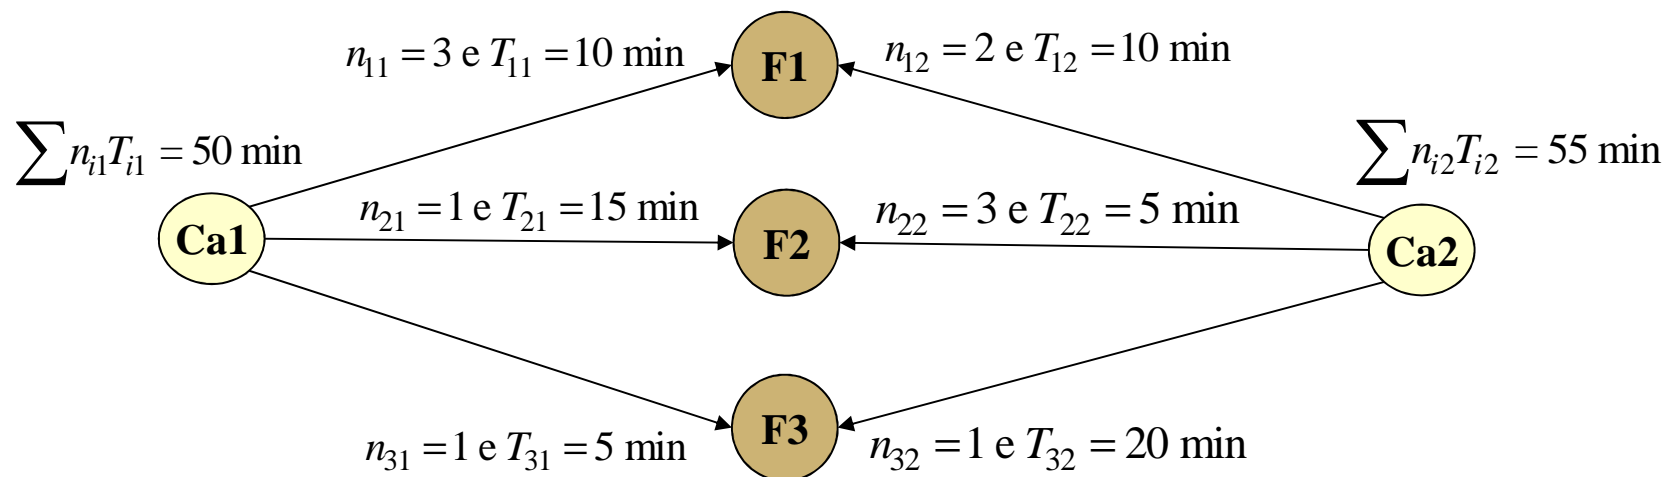 n₁₁ = 3 e T₁₁ = 10 min
F1
n₁₂ = 2 e T₁₂ = 10 min
∑nᵢ₁Tᵢ₁ = 50 min
∑nᵢ₂Tᵢ₂ = 55 min
n₂₁ = 1 e T₂₁ = 15 min
n₂₂ = 3 e T₂₂ = 5 min
Ca1
F2
Ca2
n₃₁ = 1 e T₃₁ = 5 min
F3
n₃₂ = 1 e T₃₂ = 20 min